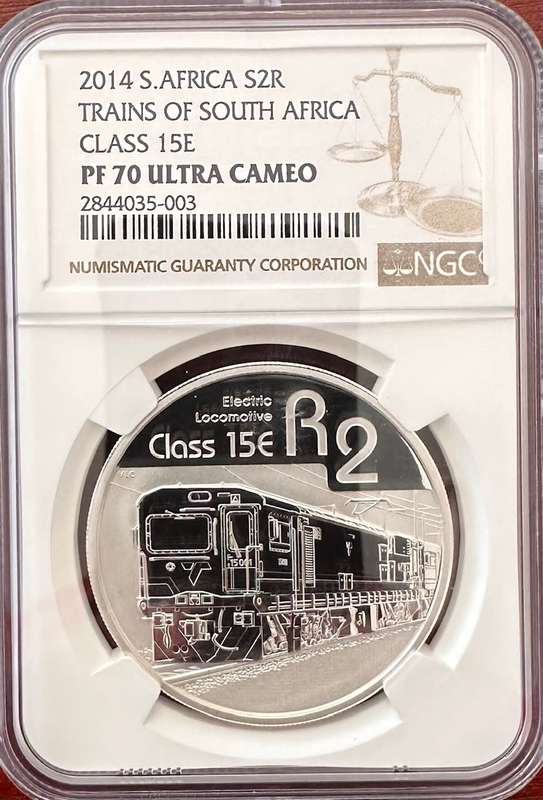 2014 S.AFRICA S2R
TRAINS OF SOUTH AFRICA
CLASS 15E
PF 70 ULTRA CAMEO
2844035-003
NUMISMATIC GUARANTY CORPORATION
NGC
Electric
Locomotive
Class 15E R2